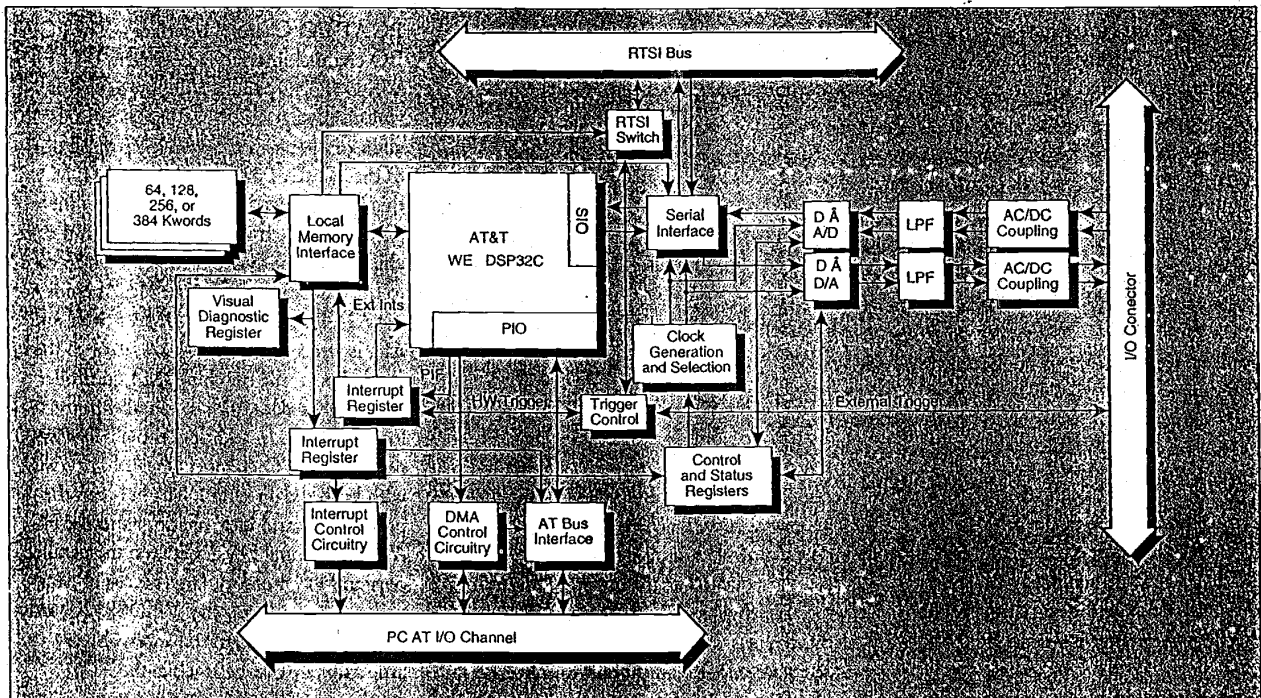 RTSI Bus
RTSI
Switch
64, 128,
256, or
384 Kwords
Local
Memory
Interface
AT&T
WE DSP32C
SIO
PIO
Serial
Interface
D Å
A/D
LPF
AC/DC
Coupling
D Å
D/A
LPF
AC/DC
Coupling
I/O Conector
Visual
Diagnostic
Register
Ext Ints
Clock
Generation
and Selection
PIF
Interrupt
Register
UW Trigger
Trigger
Control
External Trigger
Interrupt
Register
Control
and Status
Registers
Interrupt
Control
Circuitry
DMA
Control
Circuitry
AT Bus
Interface
PC AT I/O Channel